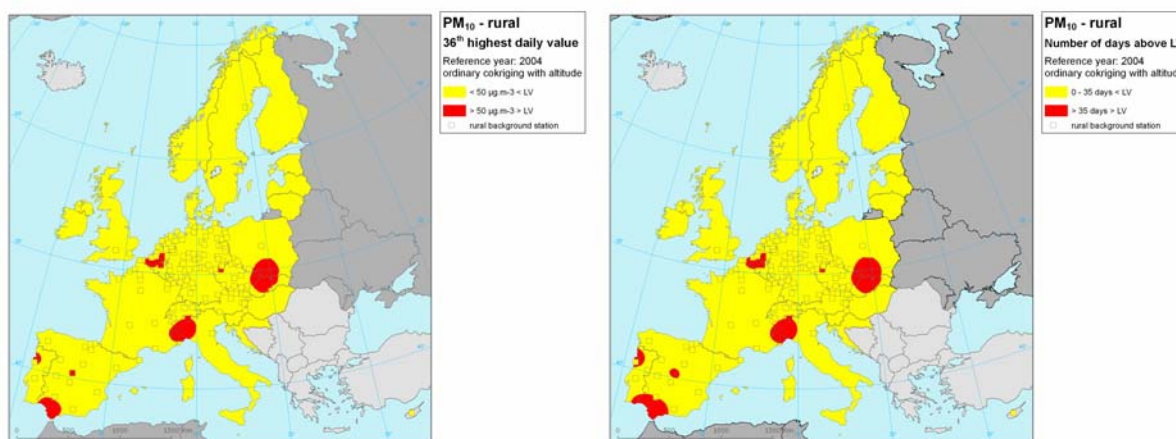 PM₁₀ - rural
36th highest daily value
Reference year: 2004
ordinary cokriging with altitude
< 50 µg.m-3 < LV
> 50 µg.m-3 > LV
rural background station
PM₁₀ - rural
Number of days above L
Reference year: 2004
ordinary cokriging with altitud
0 - 35 days < LV
> 35 days > LV
rural background station